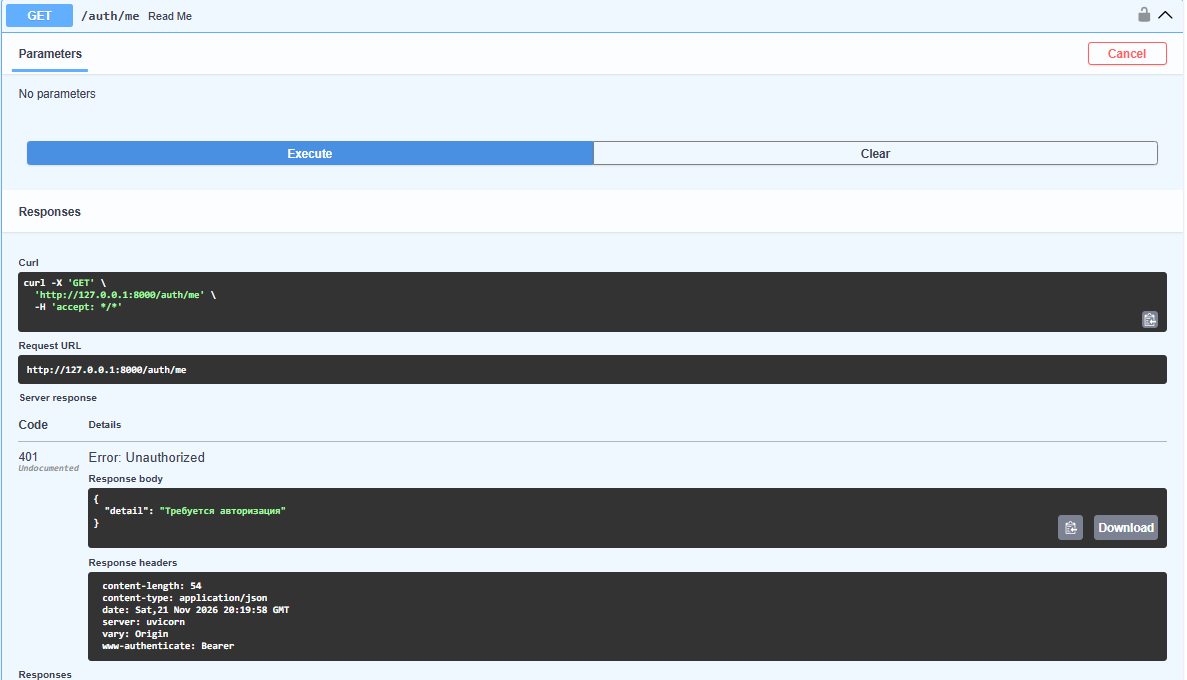 GET /auth/me Read Me
Parameters
Cancel
No parameters
Execute
Clear
Responses
Curl
curl -X 'GET' \
'http://127.0.0.1:8000/auth/me' \
-H 'accept: */*'
Request URL
http://127.0.0.1:8000/auth/me
Server response
Code Details
401 Error: Unauthorized
Undocumented
Response body
{
"detail": "Требуется авторизация"
}
Download
Response headers
content-length: 54
content-type: application/json
date: Sat,21 Nov 2026 20:19:58 GMT
server: uvicorn
vary: Origin
www-authenticate: Bearer
Responses